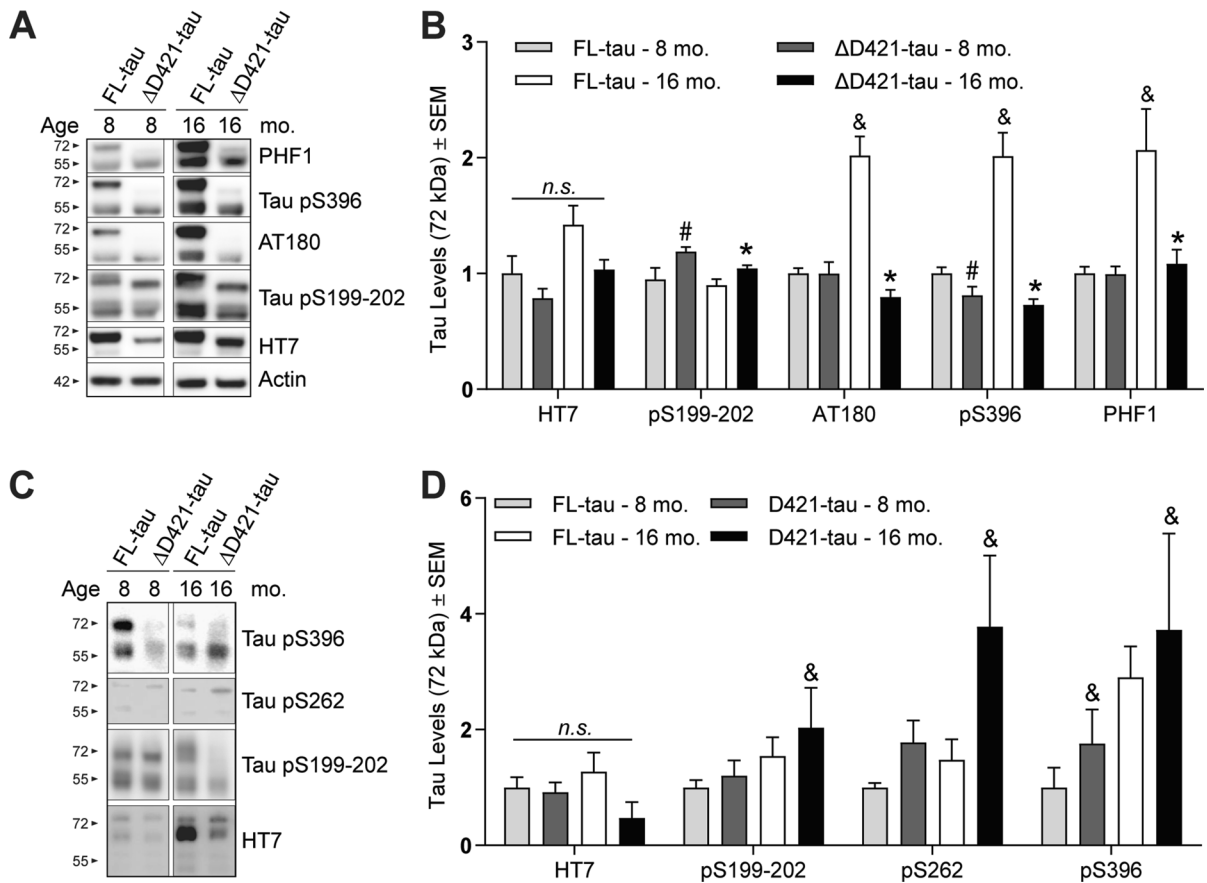 A
FL-tau
ΔD421-tau
FL-tau
ΔD421-tau
Age 8 8 16 16 mo.
72
55
PHF1
72
55
Tau pS396
72
55
AT180
72
55
Tau pS199-202
72
55
HT7
42
Actin
B
FL-tau - 8 mo.
ΔD421-tau - 8 mo.
FL-tau - 16 mo.
ΔD421-tau - 16 mo.
Tau Levels (72 kDa) ± SEM
3
2
1
0
n.s.
#
*
&
*
&
#
*
&
*
HT7
pS199-202
AT180
pS396
PHF1
C
FL-tau
ΔD421-tau
FL-tau
ΔD421-tau
Age 8 8 16 16 mo.
72
55
Tau pS396
72
55
Tau pS262
72
55
Tau pS199-202
72
55
HT7
D
FL-tau - 8 mo.
D421-tau - 8 mo.
FL-tau - 16 mo.
D421-tau - 16 mo.
Tau Levels (72 kDa) ± SEM
6
4
2
0
n.s.
&
&
&
&
HT7
pS199-202
pS262
pS396